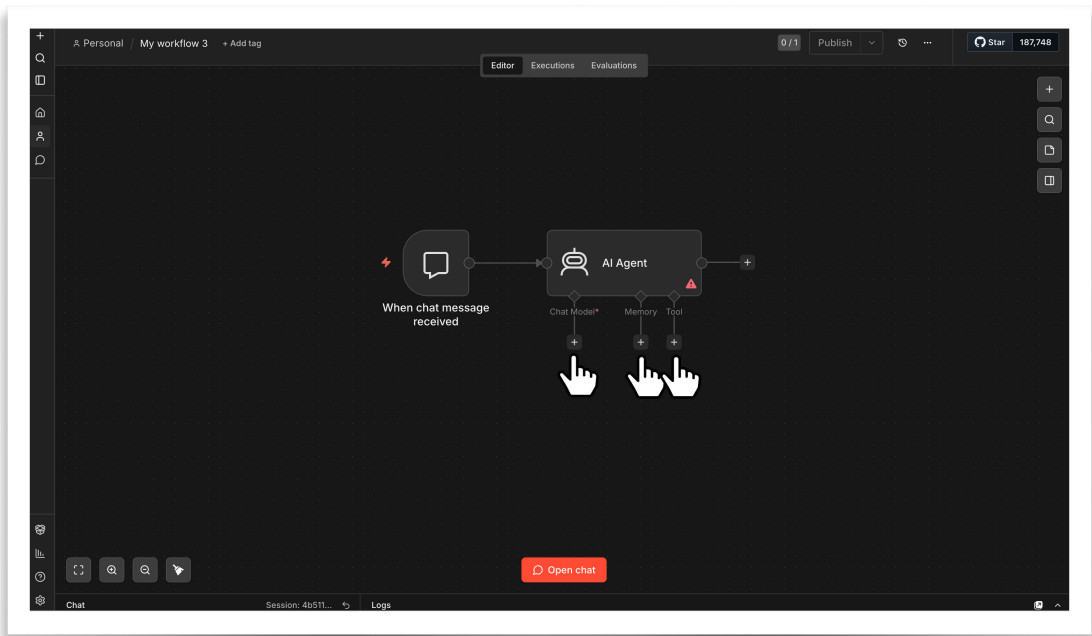 Personal / My workflow 3 + Add tag
0 / 1 Publish
Star 187,748
Editor Executions Evaluations
AI Agent
When chat message
received
Chat Model* Memory Tool
Open chat
Chat Session: 4b511... Logs